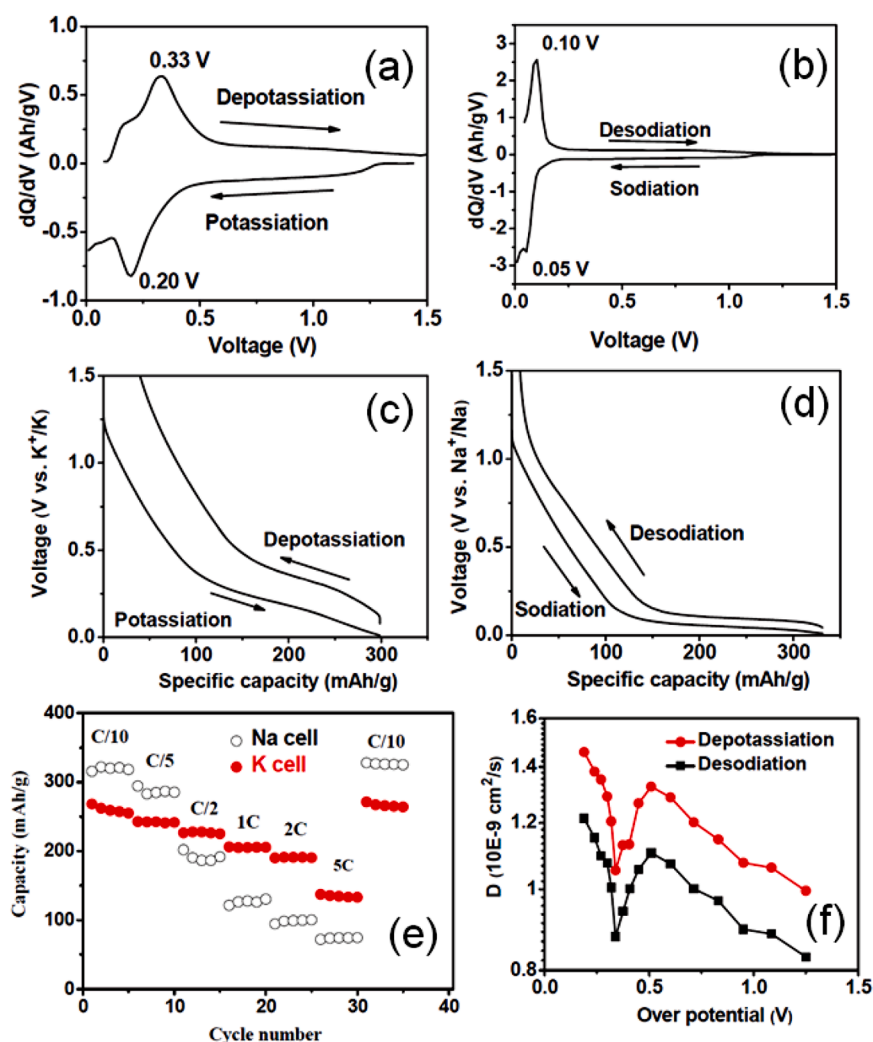 (a)
0.33 V
Depotassiation
Potassiation
0.20 V
dQ/dV (Ah/gV)
1.0
0.5
0.0
-0.5
-1.0
0.0 0.5 1.0 1.5
Voltage (V)
(b)
0.10 V
Desodiation
Sodiation
0.05 V
dQ/dV (Ah/gV)
3
2
1
0
-1
-2
-3
0.0 0.5 1.0 1.5
Voltage (V)
(c)
Depotassiation
Potassiation
Voltage (V vs. K⁺/K)
1.5
1.0
0.5
0.0
0 100 200 300
Specific capacity (mAh/g)
(d)
Desodiation
Sodiation
Voltage (V vs. Na⁺/Na)
1.5
1.0
0.5
0.0
0 100 200 300
Specific capacity (mAh/g)
C/10
C/5
C/2
1C
2C
5C
C/10
Na cell
K cell
(e)
Capacity (mAh/g)
400
300
200
100
0
0 10 20 30 40
Cycle number
Depotassiation
Desodiation
(f)
D (10E-9 cm²/s)
1.6
1.4
1.2
1
0.8
0.0 0.5 1.0 1.5
Over potential (V)